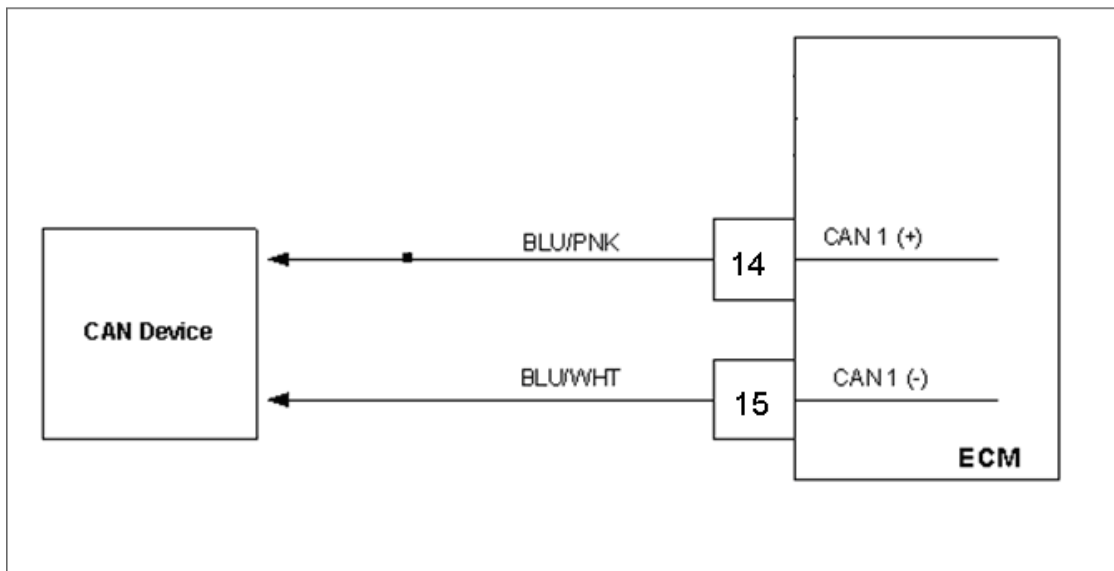 BLU/PNK
14
CAN 1 (+)
CAN Device
BLU/WHT
15
CAN 1 (-)
ECM